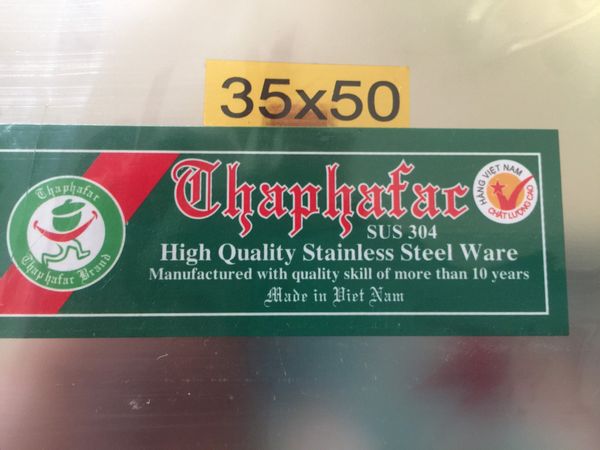 35x50
Thaphafac
SUS 304
High Quality Stainless Steel Ware
Manufactured with quality skill of more than 10 years
Made in Viet Nam
Thaphafac
Thaphafac Brand
HÀNG VIỆT NAM
CHẤT LƯỢNG CAO